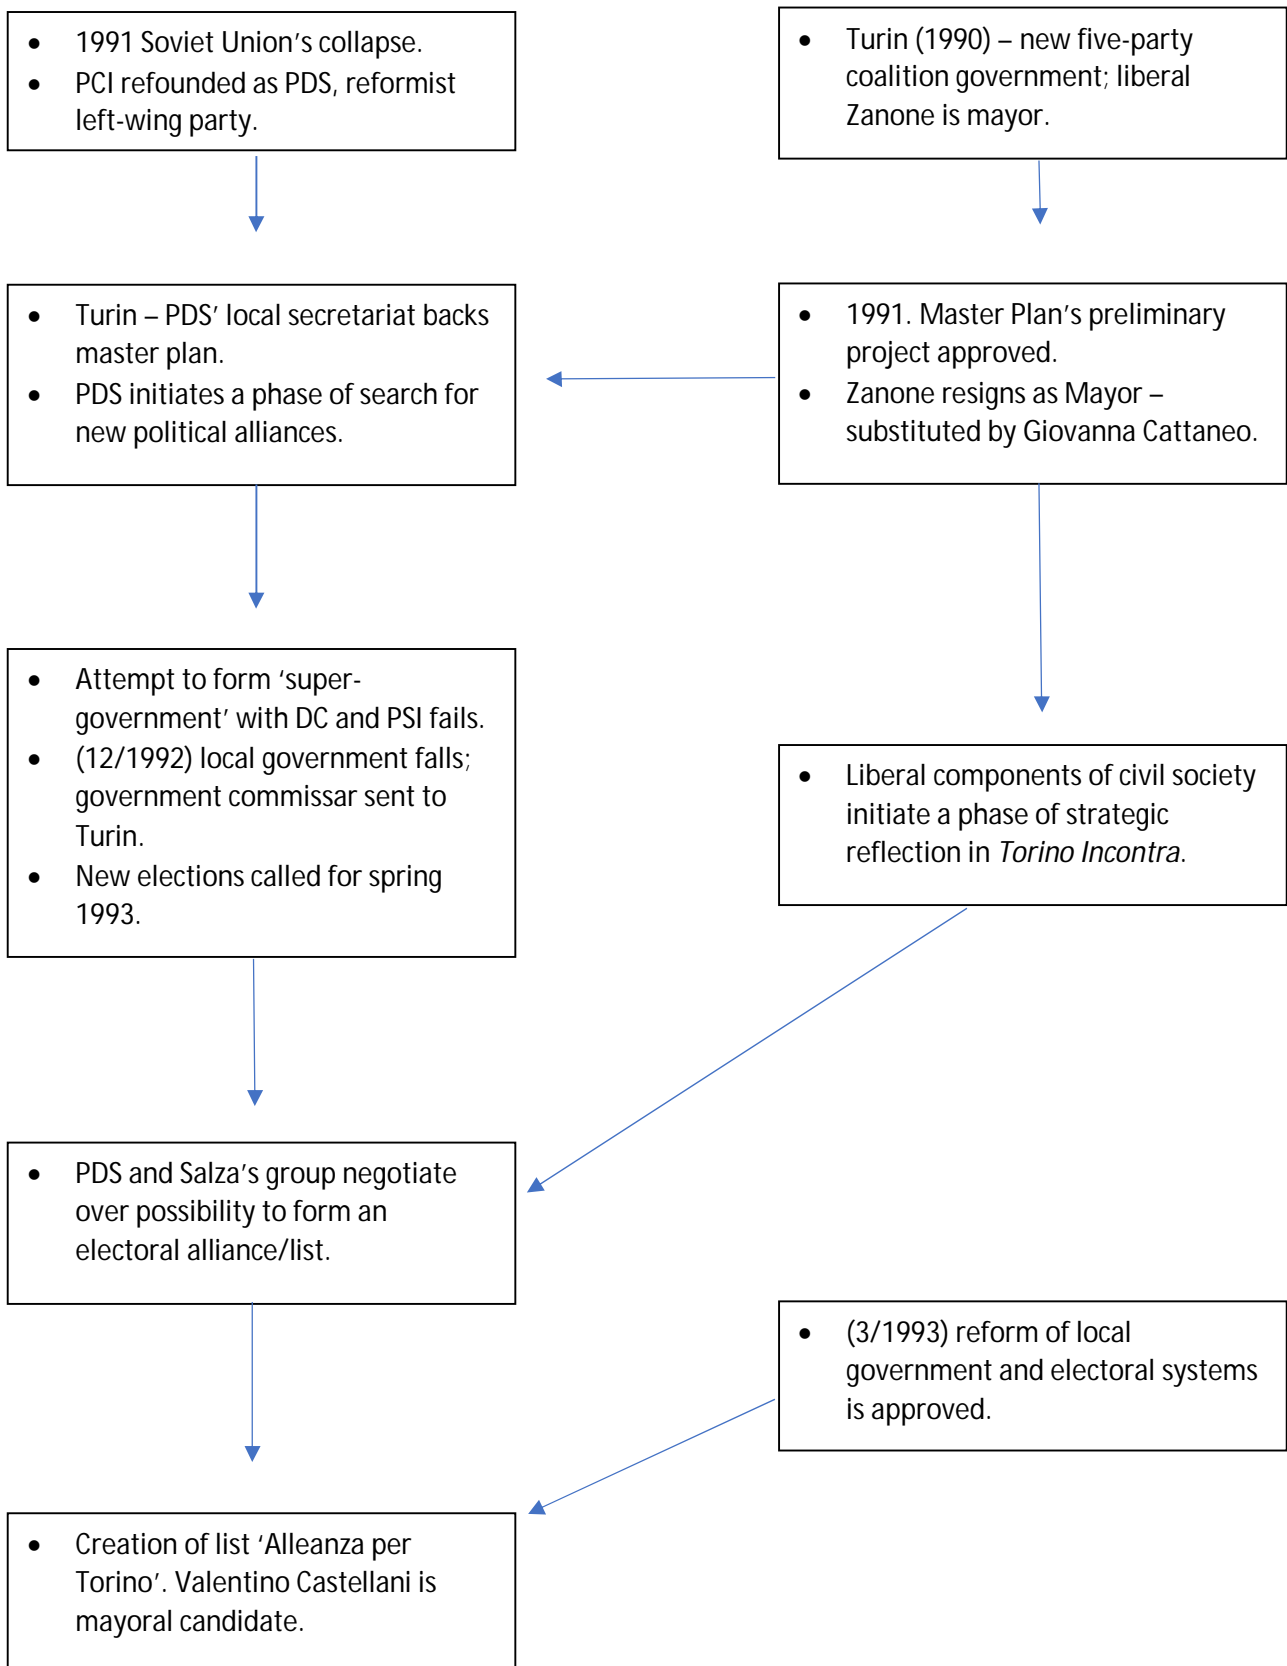 • 1991 Soviet Union’s collapse.
• PCI refounded as PDS, reformist
left-wing party.
• Turin (1990) – new five-party
coalition government; liberal
Zanone is mayor.
• Turin – PDS’ local secretariat backs
master plan.
• PDS initiates a phase of search for
new political alliances.
• 1991. Master Plan’s preliminary
project approved.
• Zanone resigns as Mayor –
substituted by Giovanna Cattaneo.
• Attempt to form ‘super-
government’ with DC and PSI fails.
• (12/1992) local government falls;
government commissar sent to
Turin.
• New elections called for spring
1993.
• Liberal components of civil society
initiate a phase of strategic
reflection in Torino Incontra.
• PDS and Salza’s group negotiate
over possibility to form an
electoral alliance/list.
• (3/1993) reform of local
government and electoral systems
is approved.
• Creation of list ‘Alleanza per
Torino’. Valentino Castellani is
mayoral candidate.